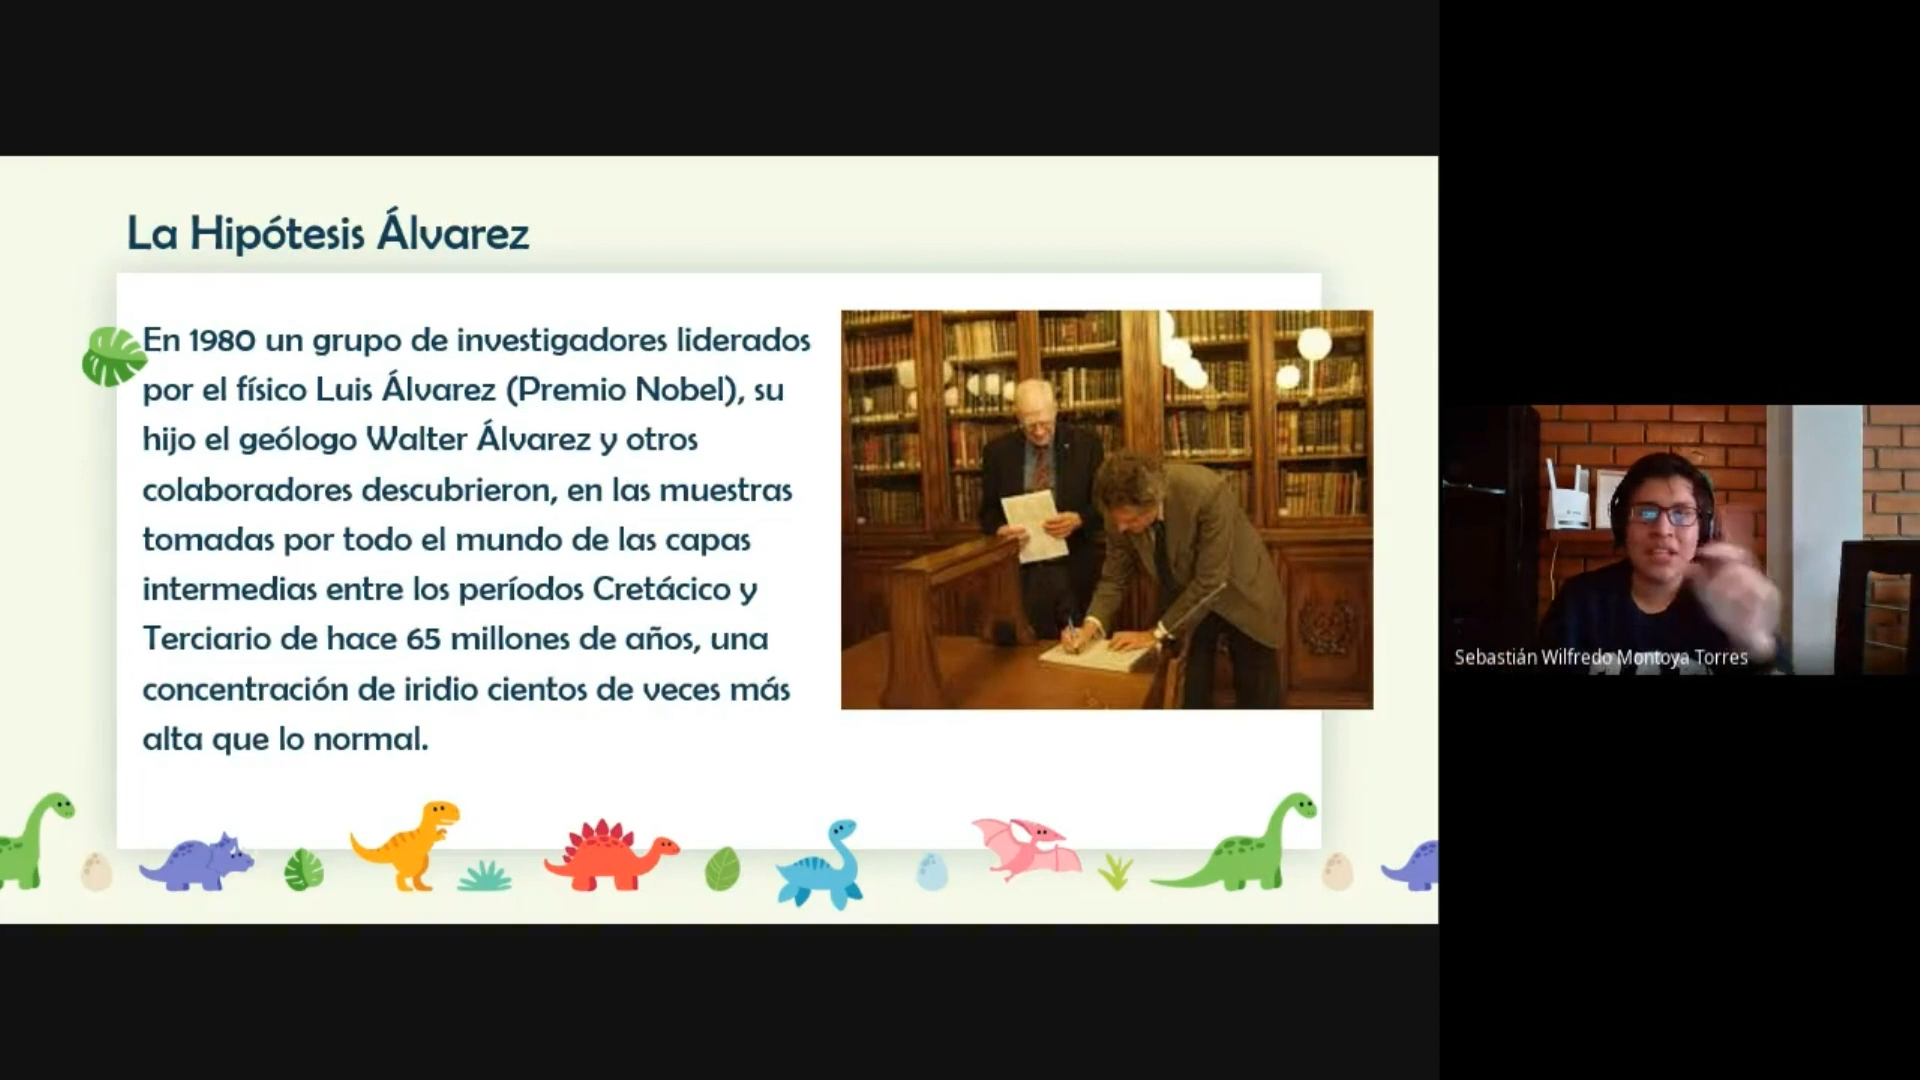 La Hipótesis Álvarez
En 1980 un grupo de investigadores liderados
por el físico Luis Álvarez (Premio Nobel), su
hijo el geólogo Walter Álvarez y otros
colaboradores descubrieron, en las muestras
tomadas por todo el mundo de las capas
intermedias entre los períodos Cretácico y
Terciario de hace 65 millones de años, una
concentración de iridio cientos de veces más
alta que lo normal.
Sebastián Wilfredo Montoya Torres